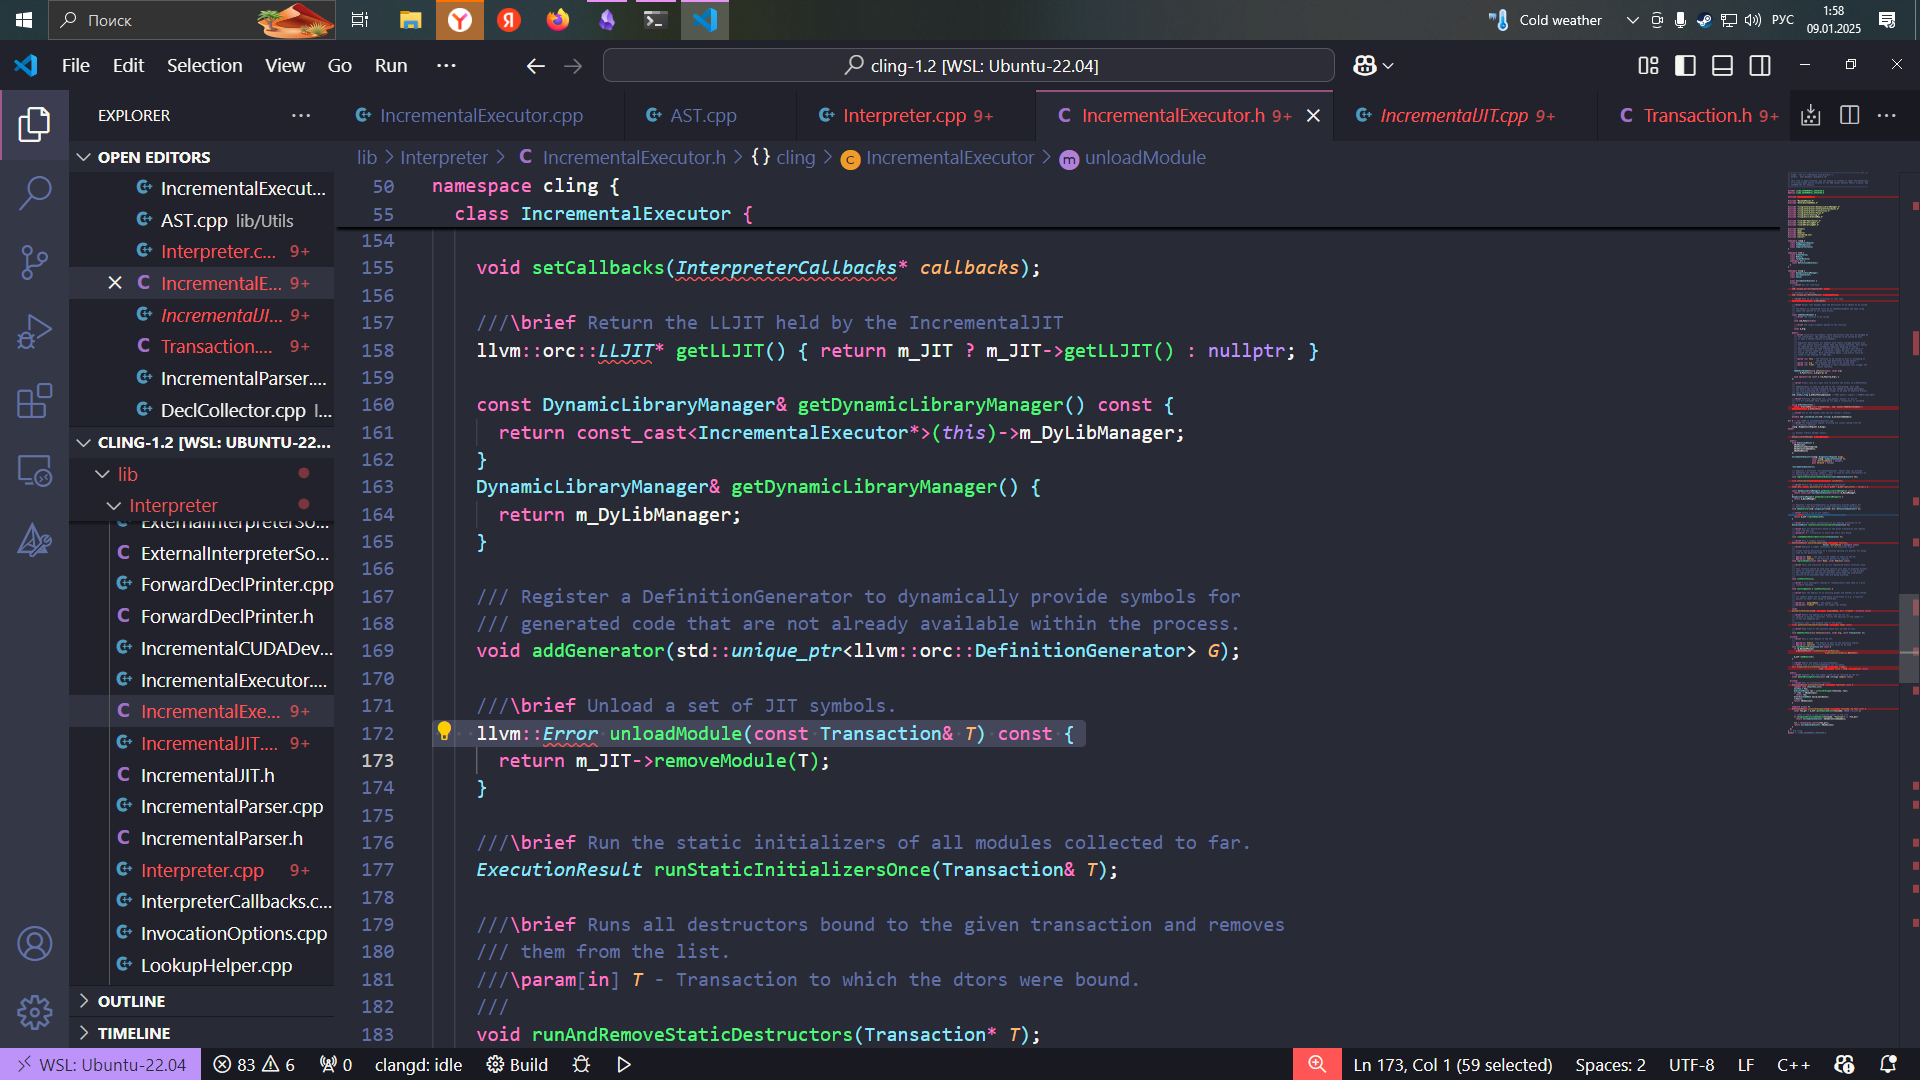 Поиск
Cold weather
РУС
1:58
09.01.2025
File Edit Selection View Go Run ···
cling-1.2 [WSL: Ubuntu-22.04]
EXPLORER
IncrementalExecutor.cpp
AST.cpp
Interpreter.cpp 9+
IncrementalExecutor.h 9+
IncrementalJIT.cpp 9+
Transaction.h 9+
lib > Interpreter > C IncrementalExecutor.h > {} cling > IncrementalExecutor > unloadModule
OPEN EDITORS
IncrementalExecut...
AST.cpp lib/Utils
Interpreter.c... 9+
IncrementalE... 9+
IncrementalJI... 9+
Transaction.... 9+
IncrementalParser....
DeclCollector.cpp l...
CLING-1.2 [WSL: UBUNTU-22....
lib
Interpreter
ExternalInterpreterSo...
ExternalInterpreterSo...
ForwardDeclPrinter.cpp
ForwardDeclPrinter.h
IncrementalCUDADev...
IncrementalExecutor....
IncrementalExe... 9+
IncrementalJIT.... 9+
IncrementalJIT.h
IncrementalParser.cpp
IncrementalParser.h
Interpreter.cpp 9+
InterpreterCallbacks.c...
InvocationOptions.cpp
LookupHelper.cpp
OUTLINE
TIMELINE
50 namespace cling {
55 class IncrementalExecutor {
154
155 void setCallbacks(InterpreterCallbacks* callbacks);
156
157 ///\brief Return the LLJIT held by the IncrementalJIT
158 llvm::orc::LLJIT* getLLJIT() { return m_JIT ? m_JIT->getLLJIT() : nullptr; }
159
160 const DynamicLibraryManager& getDynamicLibraryManager() const {
161 return const_cast<IncrementalExecutor*>(this)->m_DyLibManager;
162 }
163 DynamicLibraryManager& getDynamicLibraryManager() {
164 return m_DyLibManager;
165 }
166
167 /// Register a DefinitionGenerator to dynamically provide symbols for
168 /// generated code that are not already available within the process.
169 void addGenerator(std::unique_ptr<llvm::orc::DefinitionGenerator> G);
170
171 ///\brief Unload a set of JIT symbols.
172 llvm::Error unloadModule(const Transaction& T) const {
173 return m_JIT->removeModule(T);
174 }
175
176 ///\brief Run the static initializers of all modules collected to far.
177 ExecutionResult runStaticInitializersOnce(Transaction& T);
178
179 ///\brief Runs all destructors bound to the given transaction and removes
180 /// them from the list.
181 ///\param[in] T - Transaction to which the dtors were bound.
182 ///
183 void runAndRemoveStaticDestructors(Transaction* T);
WSL: Ubuntu-22.04 83 6 0 clangd: idle Build
Ln 173, Col 1 (59 selected) Spaces: 2 UTF-8 LF C++